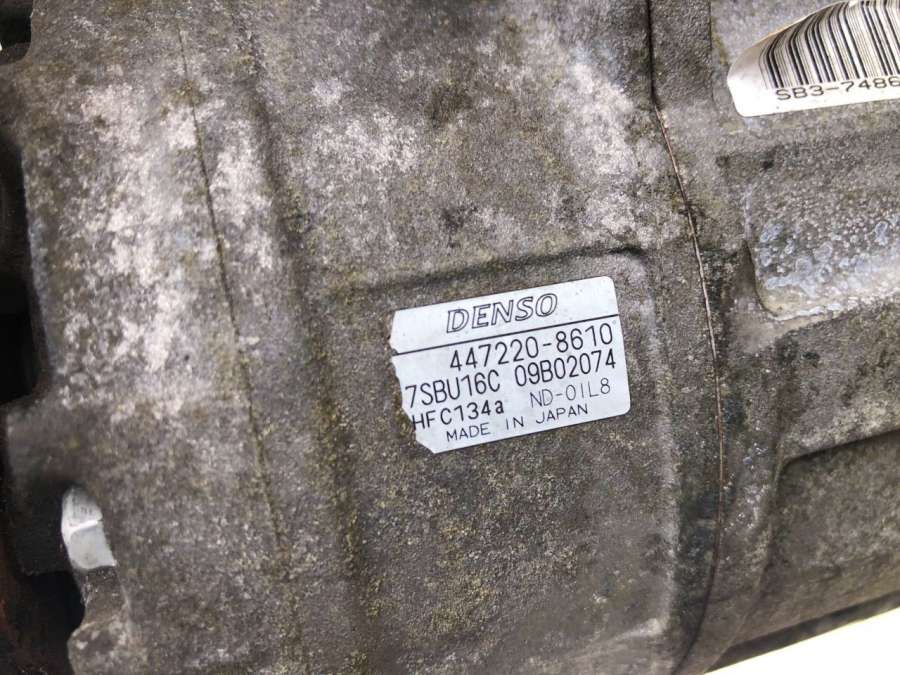 SB3-7486
DENSO
447220-8610
7SBU16C 09B02074
HFC134a ND-OIL8
MADE IN JAPAN